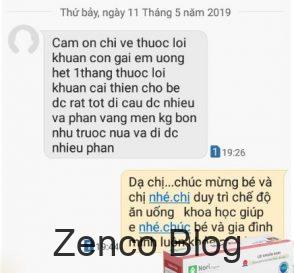 Thứ bảy, ngày 11 Tháng 5 năm 2019
Cam on chi ve thuoc loi
khuan con gai em uong
het 1thang thuoc loi
khuan cai thien cho be
dc rat tot di cau dc nhieu
va phan vang men kg bon
nhu truoc nua va di dc
nhieu phan
1 19:26
Dạ chị...chúc mừng bé và
chị nhé.chị duy trì chế độ
ăn uống khoa học giúp
e nhé.chúc bé và gia đình
mình luôn khỏe
Zenco Blog